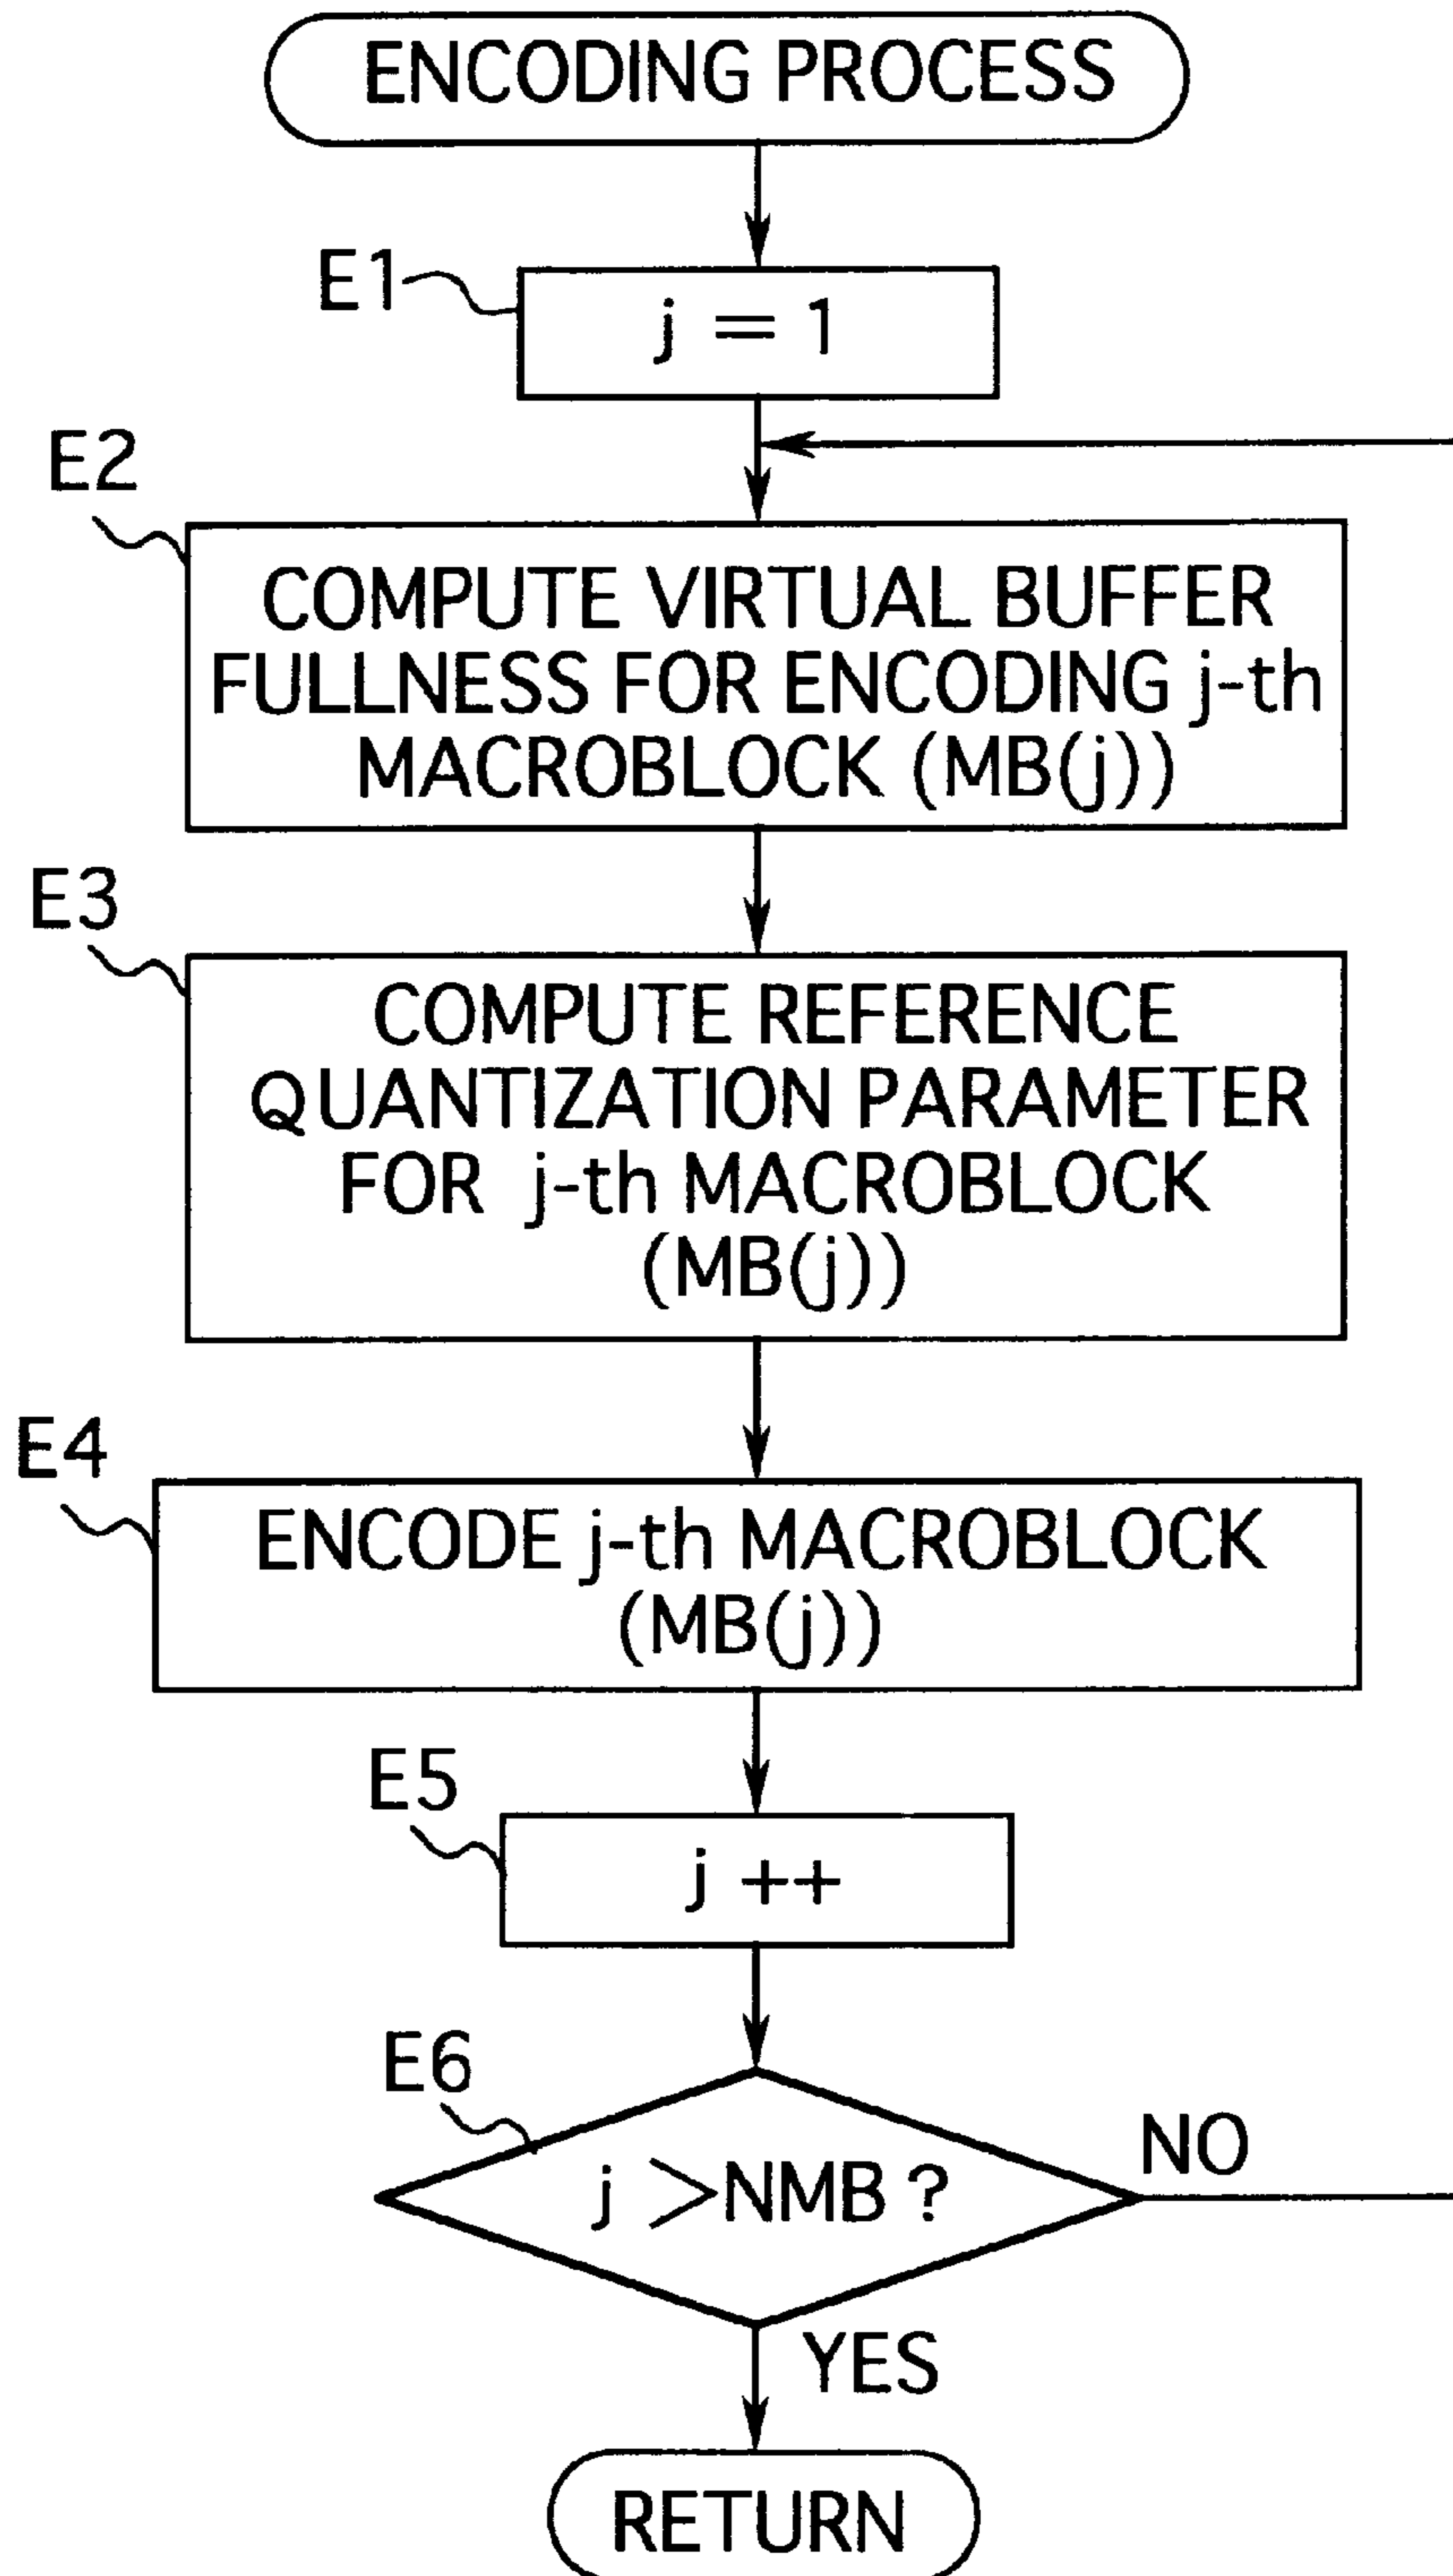 ENCODING PROCESS
E1
j = 1
E2
COMPUTE VIRTUAL BUFFER
FULLNESS FOR ENCODING j-th
MACROBLOCK (MB(j))
E3
COMPUTE REFERENCE
QUANTIZATION PARAMETER
FOR j-th MACROBLOCK
(MB(j))
E4
ENCODE j-th MACROBLOCK
(MB(j))
E5
j ++
E6
j >NMB ?
NO
YES
RETURN